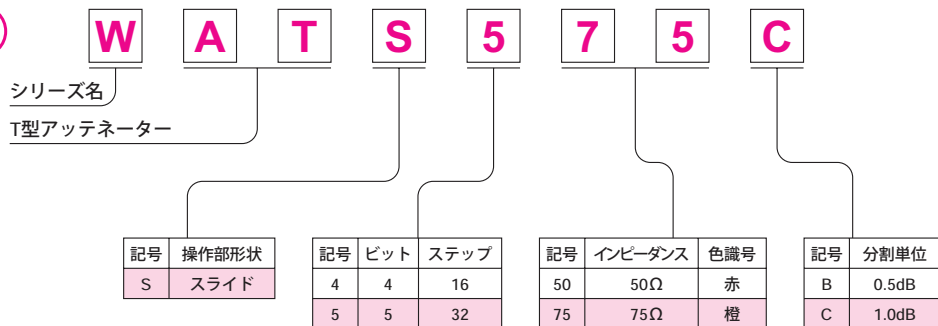 W A T S 5 7 5 C
シリーズ名
T型アッテネーター
記号 操作部形状
S スライド
記号 ビット ステップ
4 4 16
5 5 32
記号 インピーダンス 色識号
50 50Ω 赤
75 75Ω 橙
記号 分割単位
B 0.5dB
C 1.0dB